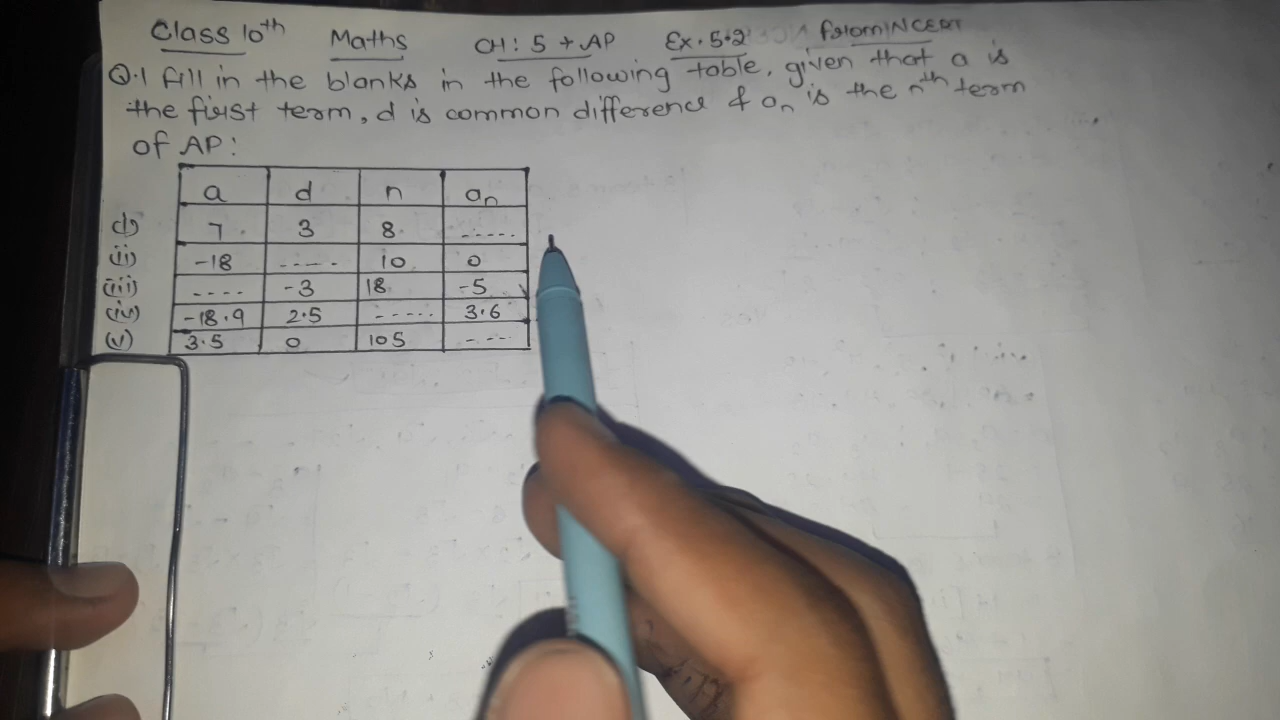 Class 10th Maths CH: 5 + AP Ex. 5.2 from NCERT
Q.1 fill in the blanks in the following table, given that a is
the first term, d is common difference & an is the nth term
of AP:
a d n an
(i) 7 3 8 .....
(ii) -18 ..... 10 0
(iii) .... -3 18 -5
(iv) -18.9 2.5 ..... 3.6
(v) 3.5 0 105 ....